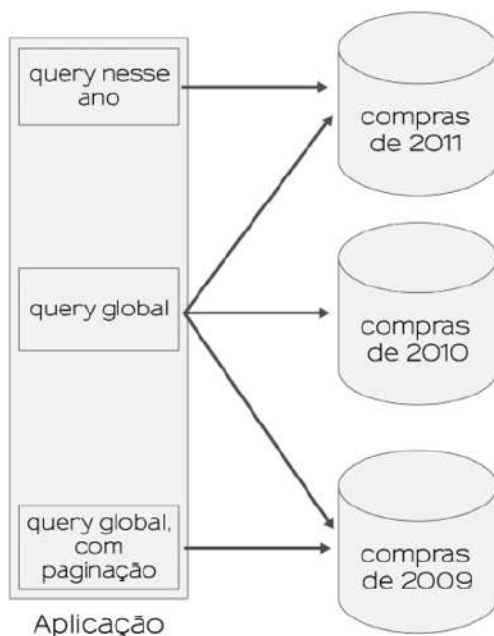 query nesse
ano
compras
de 2011
query global
compras
de 2010
query global,
com
paginação
compras
de 2009
Aplicação